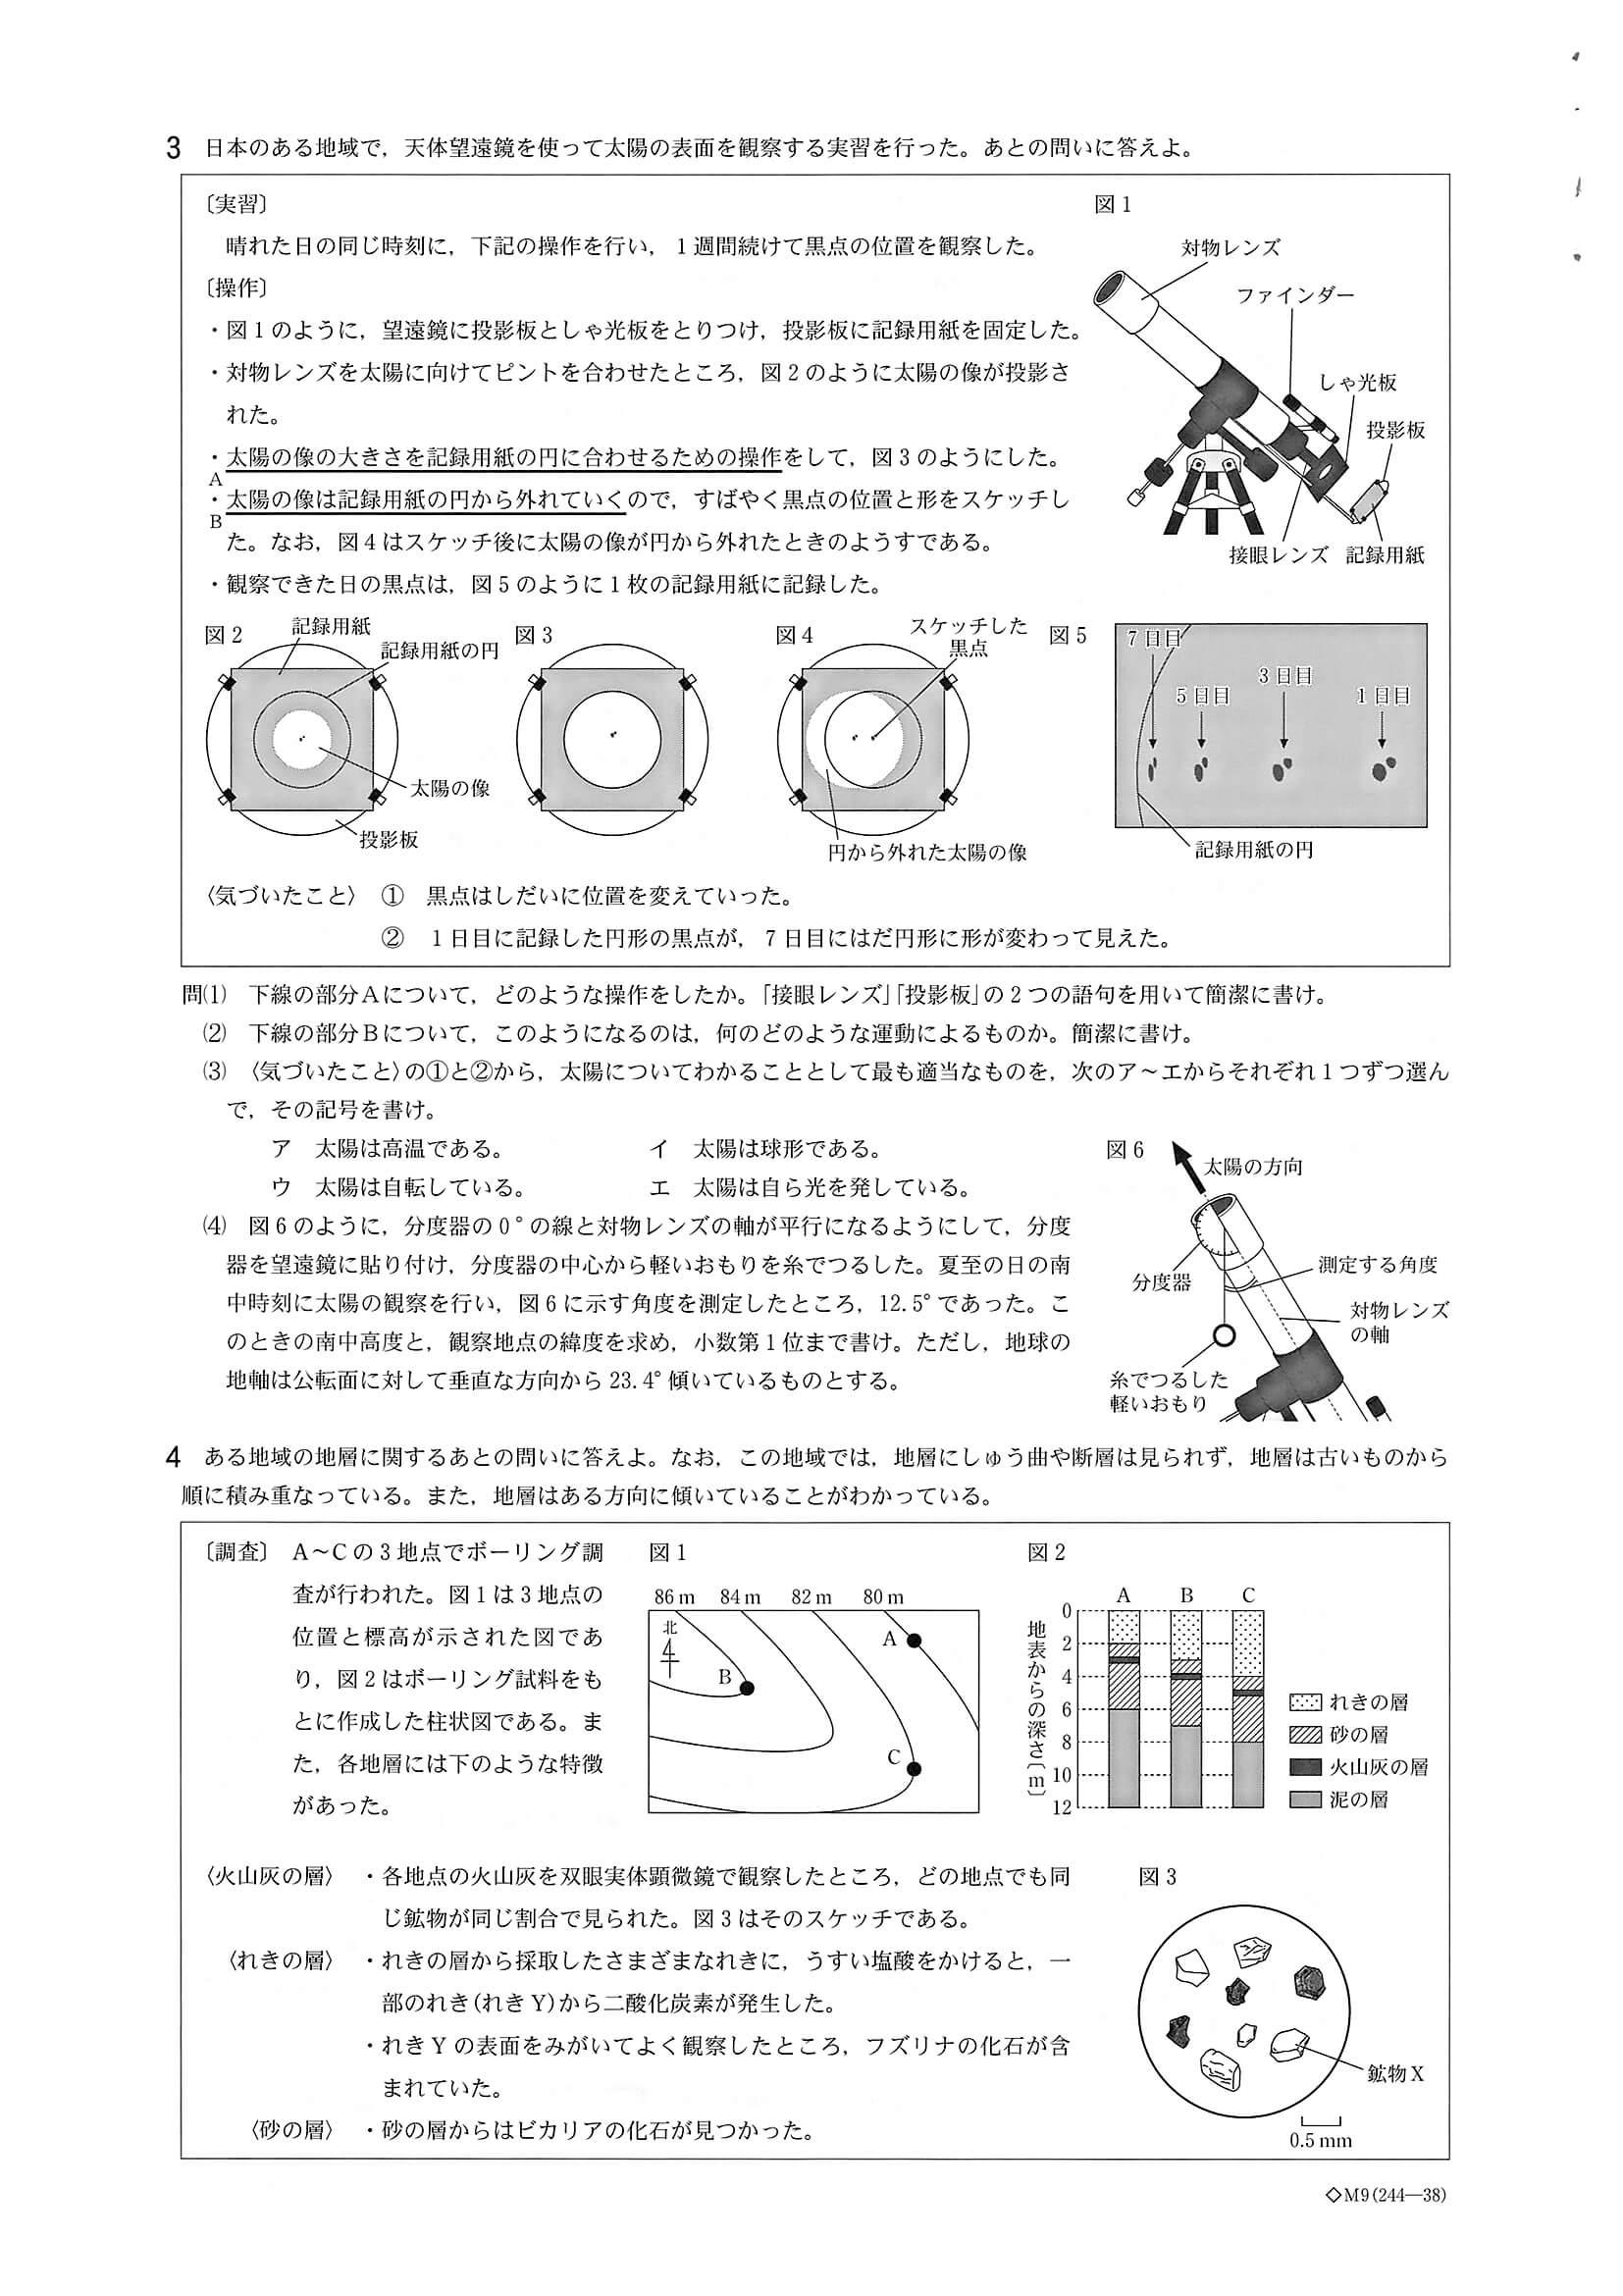 3 日本のある地域で，天体望遠鏡を使って太陽の表面を観察する実習を行った。あとの問いに答えよ。
〔実習〕
晴れた日の同じ時刻に，下記の操作を行い，1週間続けて黒点の位置を観察した。
〔操作〕
・図1のように，望遠鏡に投影板としゃ光板をとりつけ，投影板に記録用紙を固定した。
・対物レンズを太陽に向けてピントを合わせたところ，図2のように太陽の像が投影さ
れた。
・太陽の像の大きさを記録用紙の円に合わせるための操作をして，図3のようにした。
A
・太陽の像は記録用紙の円から外れていくので，すばやく黒点の位置と形をスケッチし
B
た。なお，図4はスケッチ後に太陽の像が円から外れたときのようすである。
・観察できた日の黒点は，図5のように1枚の記録用紙に記録した。
図1
対物レンズ
ファインダー
しゃ光板
投影板
接眼レンズ 記録用紙
図2
記録用紙
記録用紙の円
太陽の像
投影板
図3
図4
スケッチした
黒点
円から外れた太陽の像
図5
7日目
5日目
3日目
1日目
記録用紙の円
〈気づいたこと〉 ① 黒点はしだいに位置を変えていった。
② 1日目に記録した円形の黒点が，7日目にはだ円形に形が変わって見えた。
問⑴ 下線の部分Aについて，どのような操作をしたか。「接眼レンズ」「投影板」の2つの語句を用いて簡潔に書け。
⑵ 下線の部分Bについて，このようになるのは，何のどのような運動によるものか。簡潔に書け。
⑶ 〈気づいたこと〉の①と②から，太陽についてわかることとして最も適当なものを，次のア～エからそれぞれ1つずつ選ん
で，その記号を書け。
ア 太陽は高温である。 イ 太陽は球形である。
ウ 太陽は自転している。 エ 太陽は自ら光を発している。
⑷ 図6のように，分度器の0°の線と対物レンズの軸が平行になるようにして，分度
器を望遠鏡に貼り付け，分度器の中心から軽いおもりを糸でつるした。夏至の日の南
中時刻に太陽の観察を行い，図6に示す角度を測定したところ，12.5°であった。こ
のときの南中高度と，観察地点の緯度を求め，小数第1位まで書け。ただし，地球の
地軸は公転面に対して垂直な方向から23.4°傾いているものとする。
図6
太陽の方向
分度器
測定する角度
対物レンズ
の軸
糸でつるした
軽いおもり
4 ある地域の地層に関するあとの問いに答えよ。なお，この地域では，地層にしゅう曲や断層は見られず，地層は古いものから
順に積み重なっている。また，地層はある方向に傾いていることがわかっている。
〔調査〕 A～Cの3地点でボーリング調
査が行われた。図1は3地点の
位置と標高が示された図であ
り，図2はボーリング試料をも
とに作成した柱状図である。ま
た，各地層には下のような特徴
があった。
図1
86m 84m 82m 80m
北
A
B
C
図2
A B C
地表からの深さ〔m〕
0
2
4
6
8
10
12
れきの層
砂の層
火山灰の層
泥の層
〈火山灰の層〉 ・各地点の火山灰を双眼実体顕微鏡で観察したところ，どの地点でも同
じ鉱物が同じ割合で見られた。図3はそのスケッチである。
〈れきの層〉 ・れきの層から採取したさまざまなれきに，うすい塩酸をかけると，一
部のれき(れきY)から二酸化炭素が発生した。
・れきYの表面をみがいてよく観察したところ，フズリナの化石が含
まれていた。
〈砂の層〉 ・砂の層からはビカリアの化石が見つかった。
図3
鉱物X
0.5mm
◇M9(244―38)